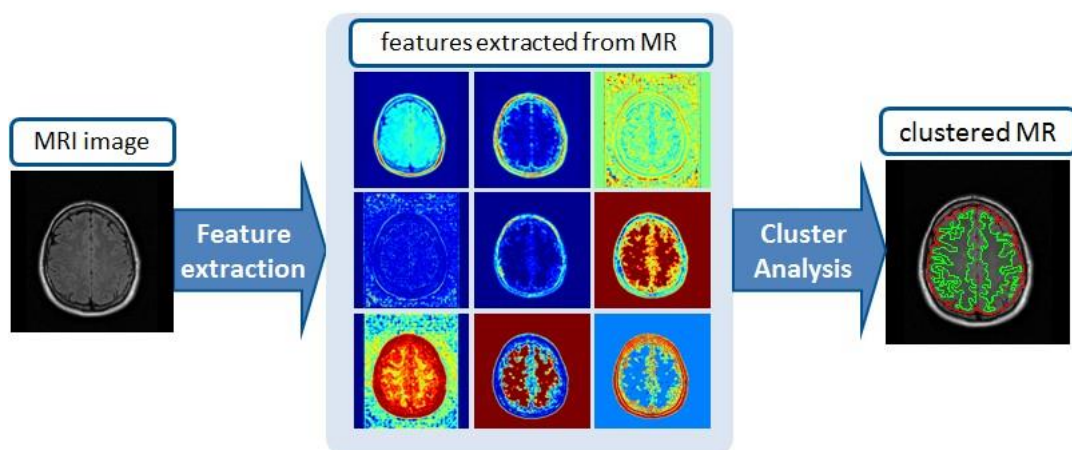 MRI image
Feature
extraction
features extracted from MR
Cluster
Analysis
clustered MR